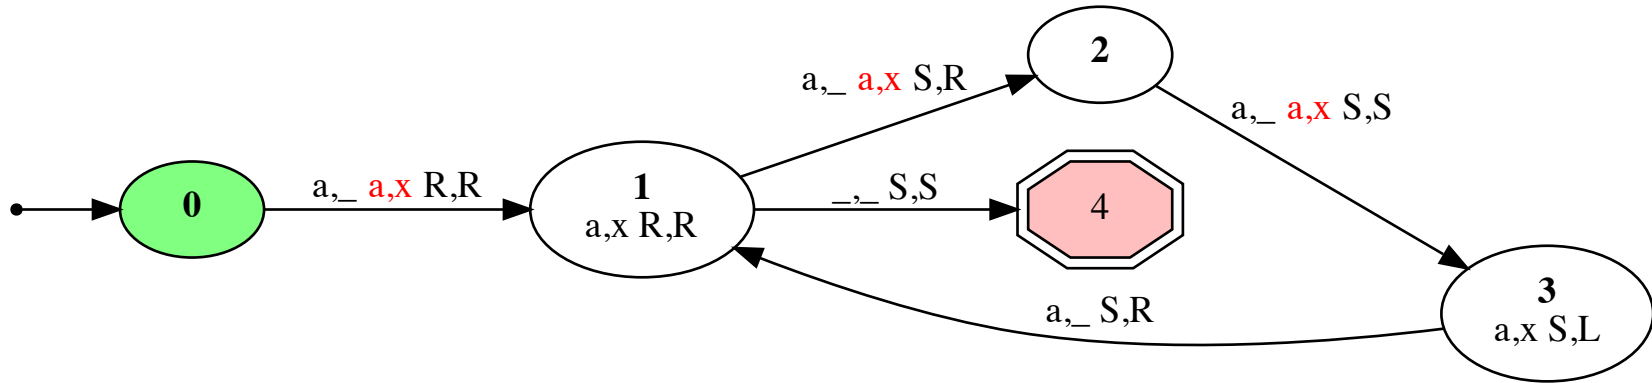 0
a,_ a,x R,R
1
a,x R,R
a,_ a,x S,R
2
_,_ S,S
4
a,_ a,x S,S
3
a,x S,L
a,_ S,R